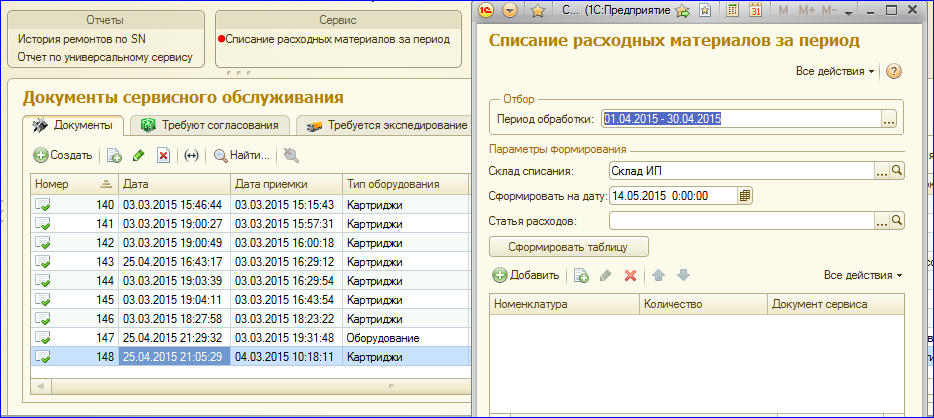 Отчеты
История ремонтов по SN
Отчет по универсальному сервису
Сервис
Списание расходных материалов за период
Документы сервисного обслуживания
Документы
Требуют согласования
Требуется экспедирование
Создать
Найти...
Номер Дата Дата приемки Тип оборудования
140 03.03.2015 15:46:44 03.03.2015 15:15:43 Картриджи
141 03.03.2015 19:00:27 03.03.2015 15:57:31 Картриджи
142 03.03.2015 19:00:49 03.03.2015 16:00:18 Картриджи
143 25.04.2015 16:43:17 03.03.2015 16:29:12 Картриджи
144 03.03.2015 19:03:39 03.03.2015 16:29:54 Картриджи
145 03.03.2015 19:04:11 03.03.2015 16:43:54 Картриджи
146 03.03.2015 18:27:58 03.03.2015 18:23:22 Картриджи
147 25.04.2015 21:29:32 03.03.2015 19:31:48 Оборудование
148 25.04.2015 21:05:29 04.03.2015 10:18:11 Картриджи
С... (1С:Предприятие
31 M M+ M-
Списание расходных материалов за период
Все действия
Отбор
Период обработки: 01.04.2015 - 30.04.2015 ...
Параметры формирования
Склад списания: Склад ИП ...
Сформировать на дату: 14.05.2015 0:00:00
Статья расходов: ...
Сформировать таблицу
Добавить
Все действия
Номенклатура Количество Документ сервиса